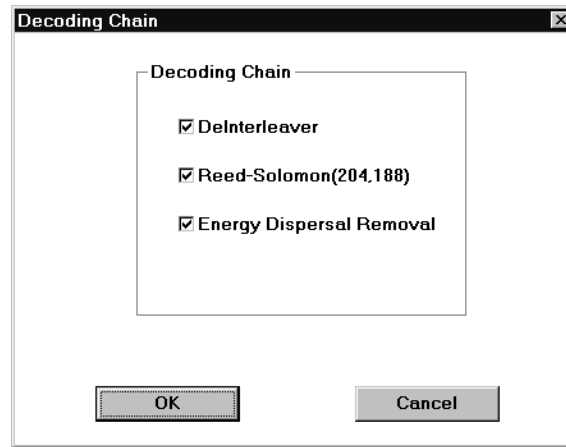 Decoding Chain
Decoding Chain
DeInterleaver
Reed-Solomon(204,188)
Energy Dispersal Removal
OK Cancel